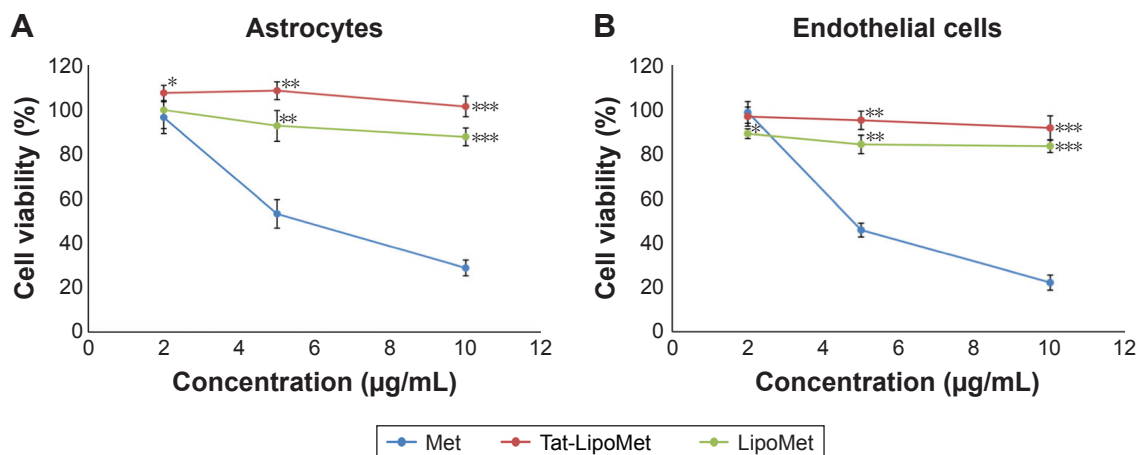 A Astrocytes
120
100
80
60
40
20
0
Cell viability (%)
* ** ***
** ***
0 2 4 6 8 10 12
Concentration (µg/mL)
B Endothelial cells
120
100
80
60
40
20
0
Cell viability (%)
** ***
* ** ***
0 2 4 6 8 10 12
Concentration (µg/mL)
Met Tat-LipoMet LipoMet